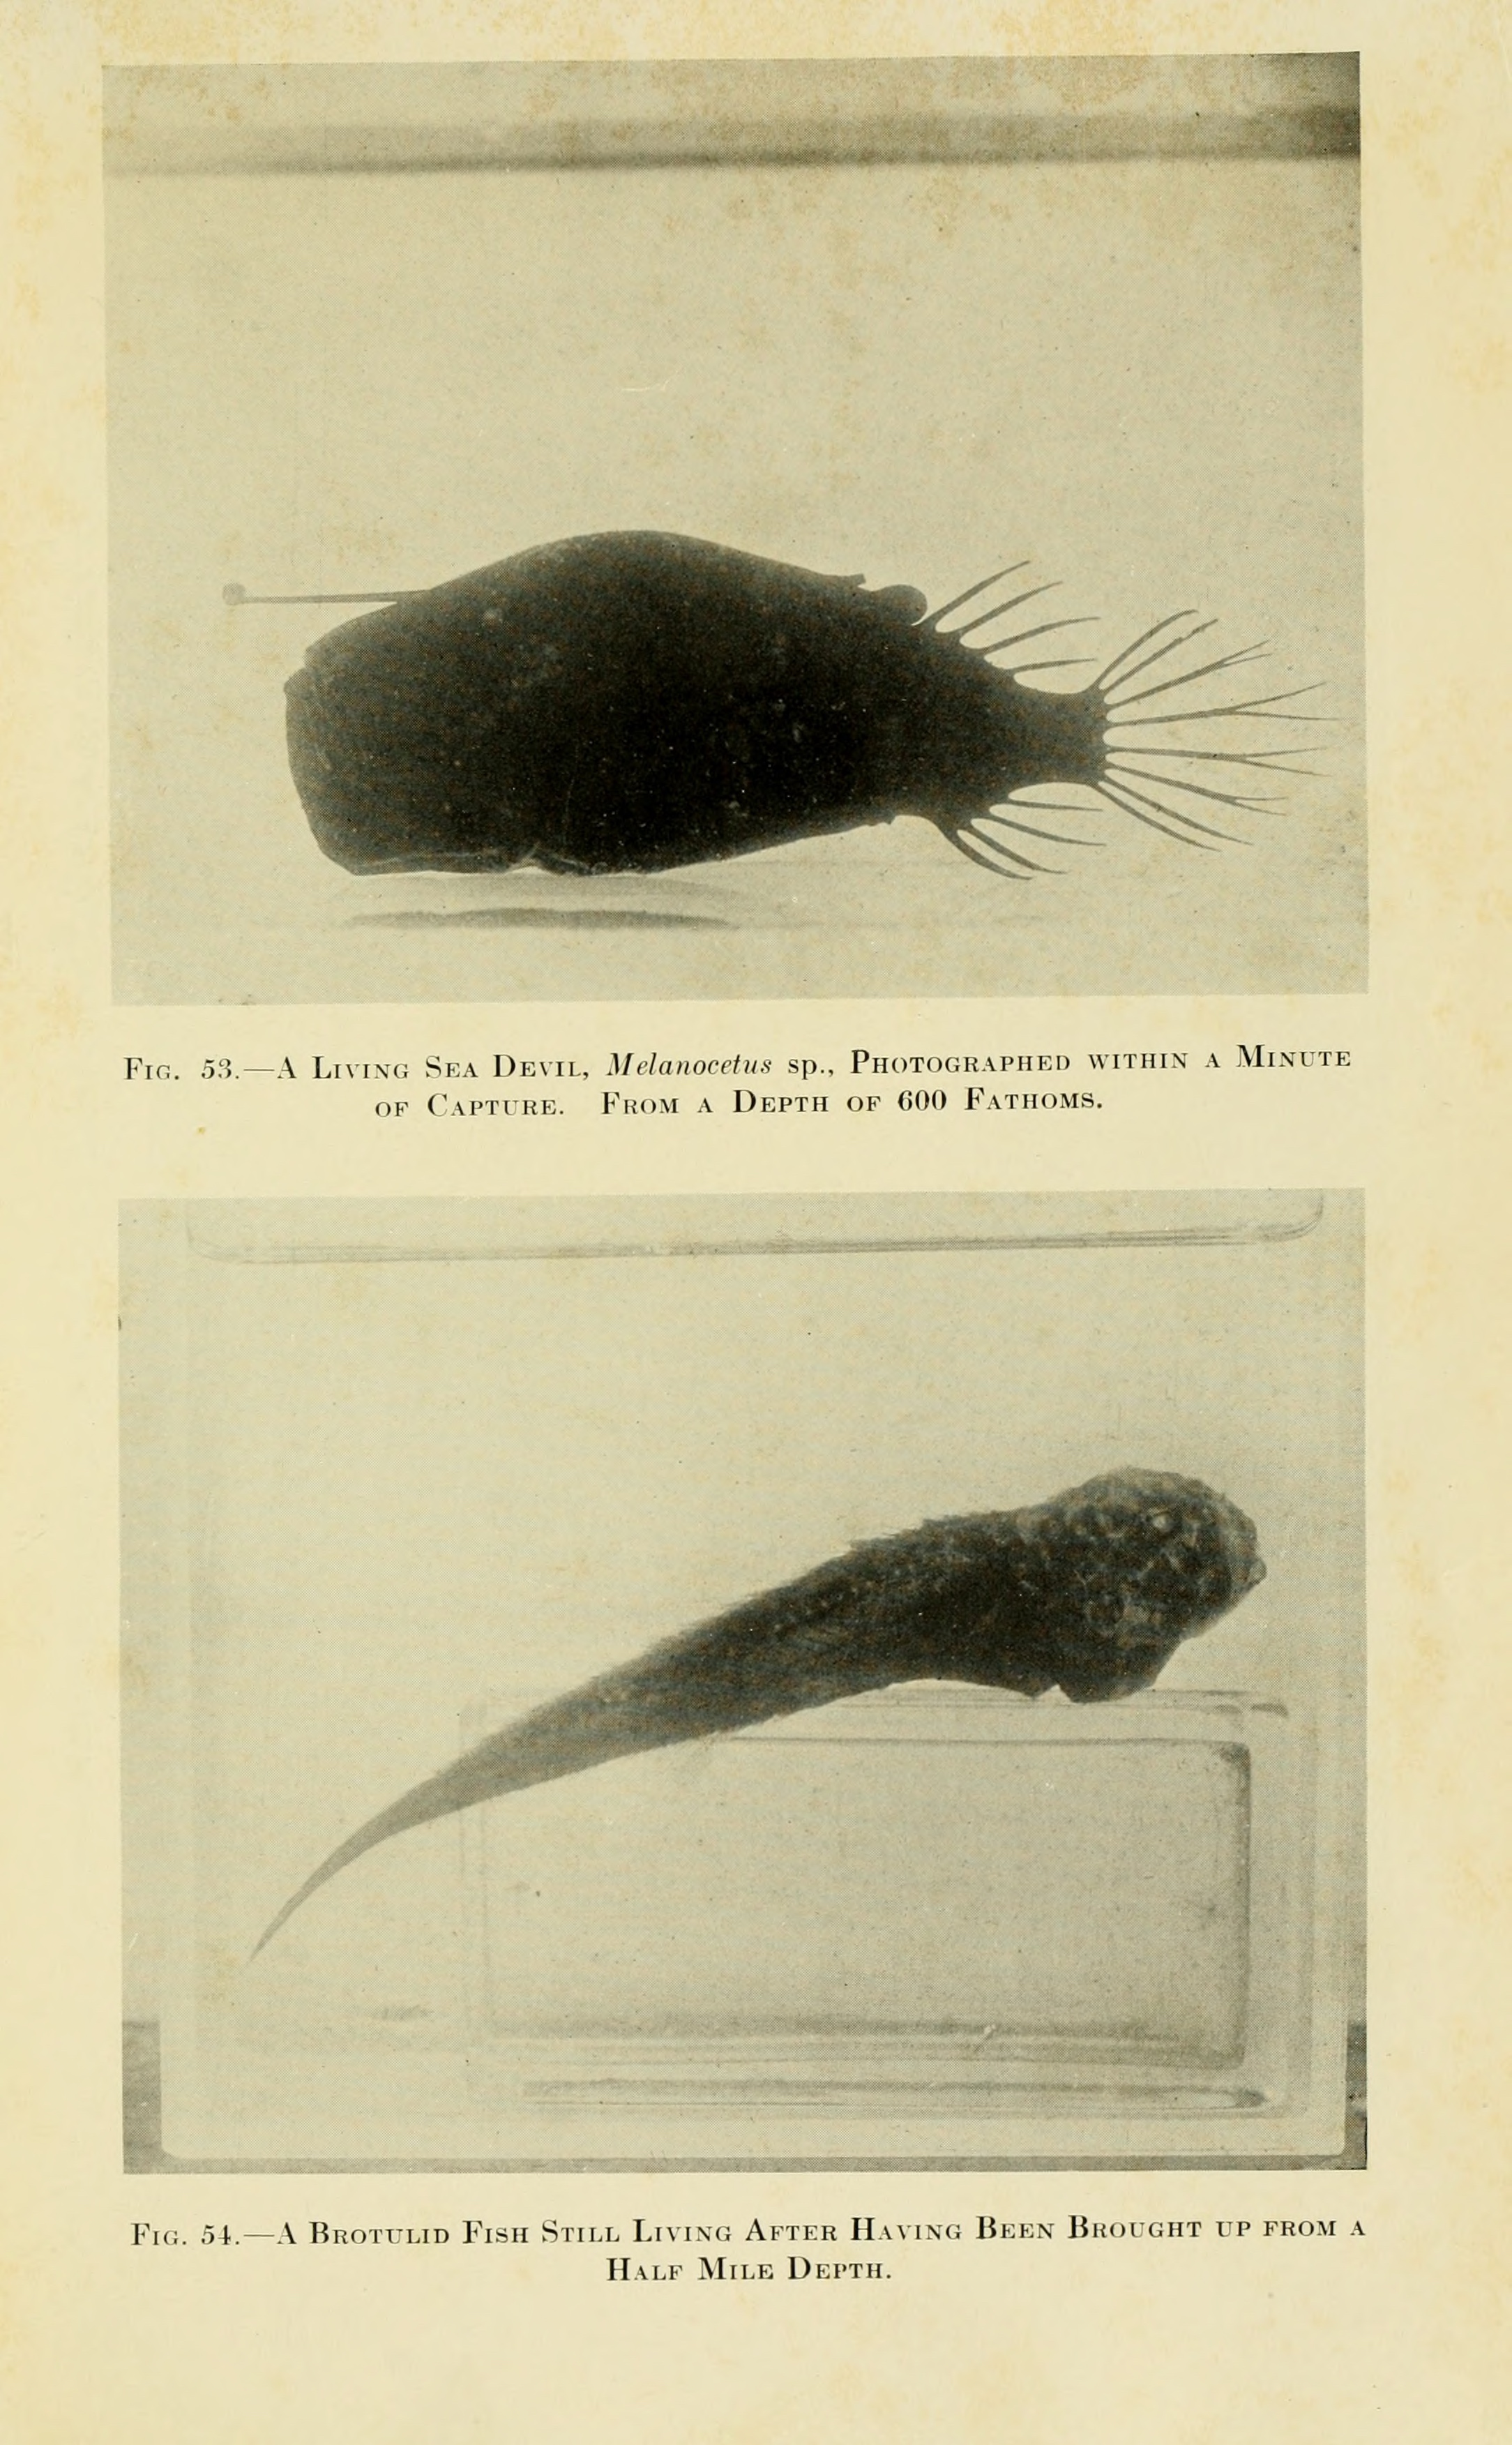 Fig. 53.—A Living Sea Devil, Melanocetus sp., Photographed within a Minute
of Capture. From a Depth of 600 Fathoms.
Fig. 54.—A Brotulid Fish Still Living After Having Been Brought up from a
Half Mile Depth.